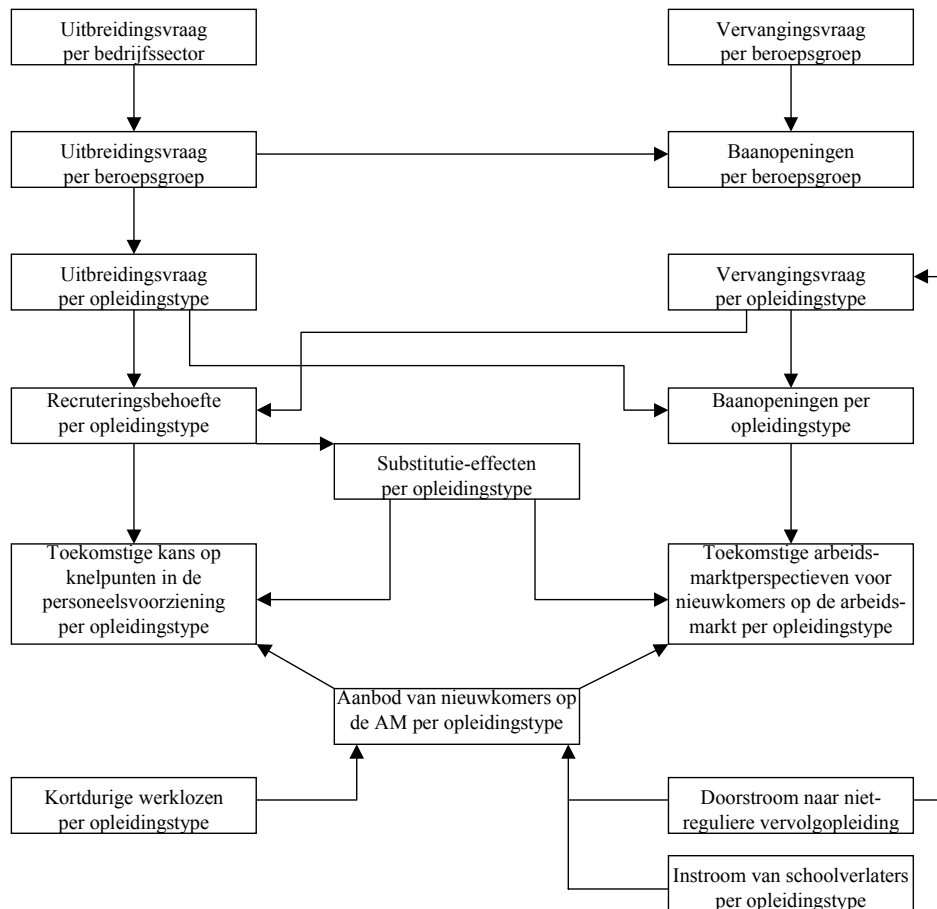 Uitbreidingsvraag
per bedrijfssector
Vervangingsvraag
per beroepsgroep
Uitbreidingsvraag
per beroepsgroep
Baanopeningen
per beroepsgroep
Uitbreidingsvraag
per opleidingstype
Vervangingsvraag
per opleidingstype
Recruteringsbehoefte
per opleidingstype
Baanopeningen per
opleidingstype
Substitutie-effecten
per opleidingstype
Toekomstige kans op
knelpunten in de
personeelsvoorziening
per opleidingstype
Toekomstige arbeids-
marktperspectieven voor
nieuwkomers op de arbeids-
markt per opleidingstype
Aanbod van nieuwkomers op
de AM per opleidingstype
Kortdurige werklozen
per opleidingstype
Doorstroom naar niet-
reguliere vervolgopleiding
Instroom van schoolverlaters
per opleidingstype